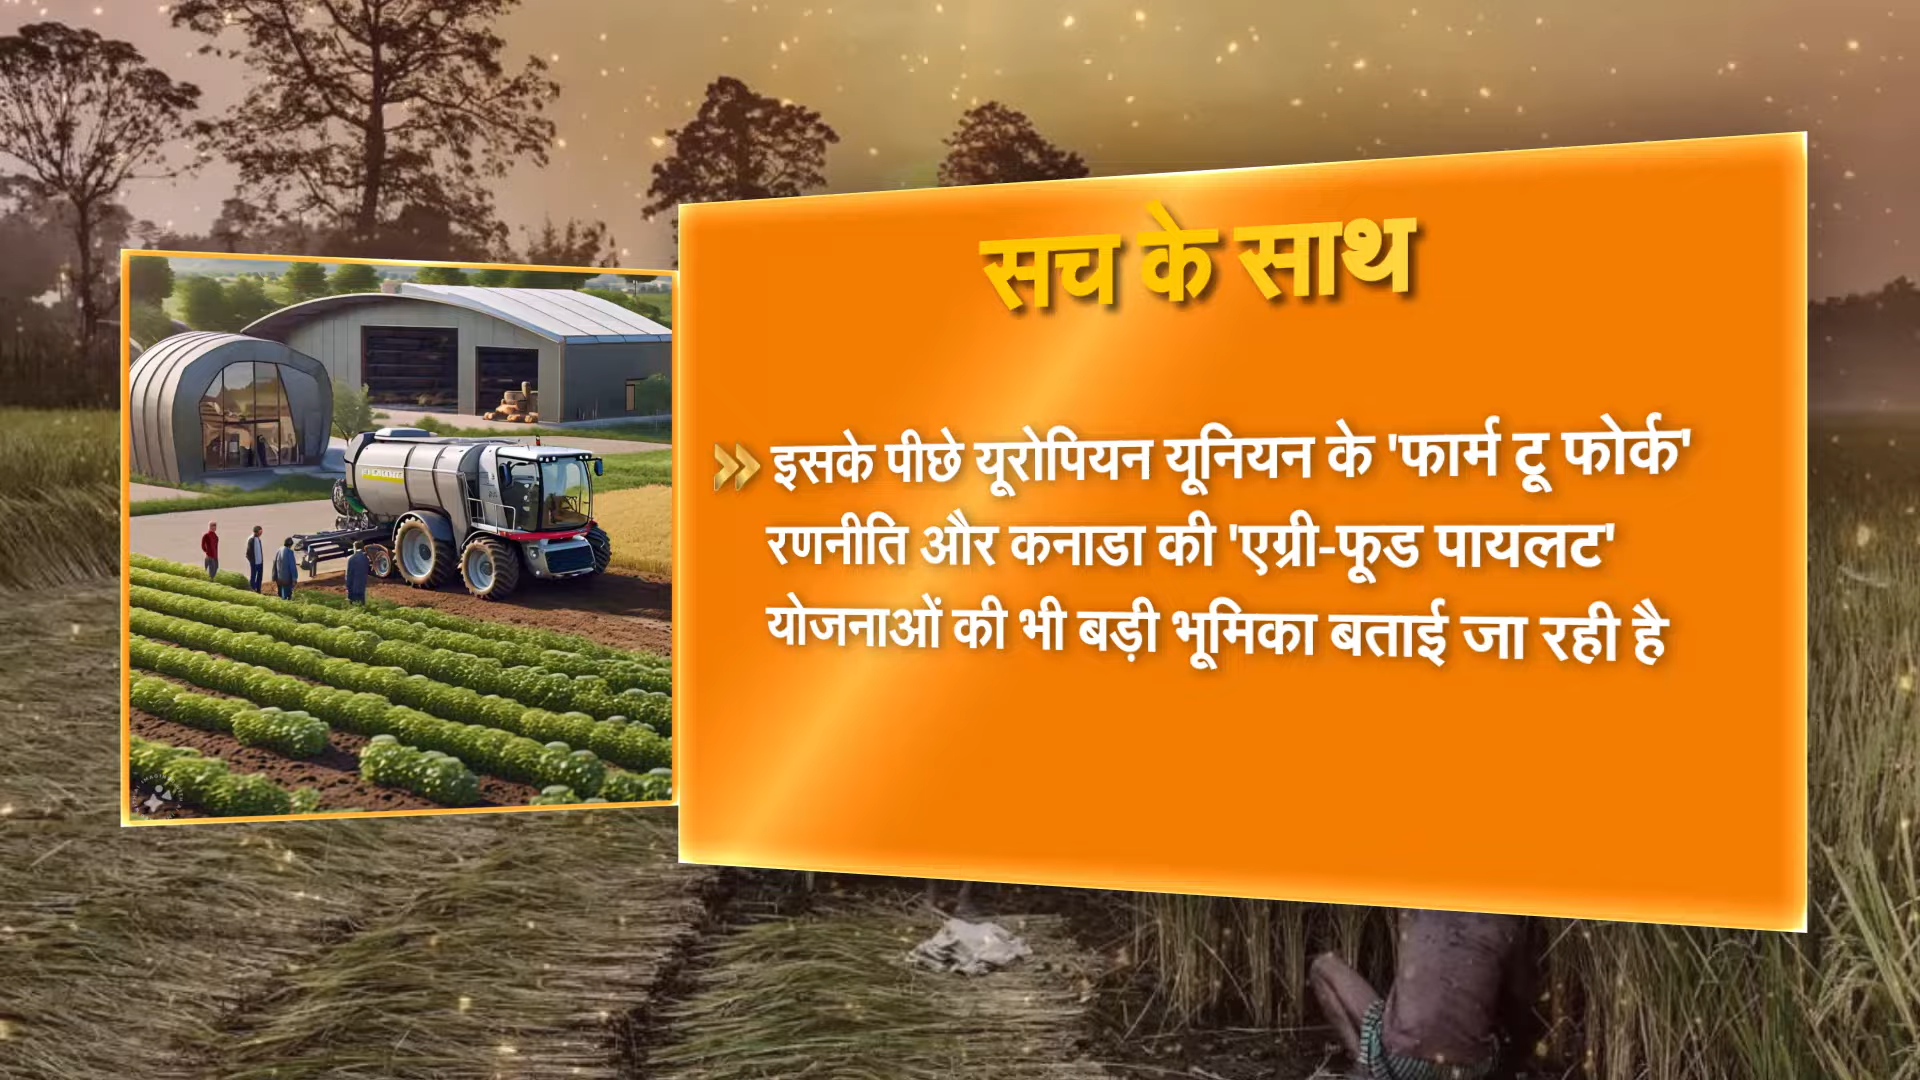 सच के साथ
इसके पीछे यूरोपियन यूनियन के 'फार्म टू फोर्क'
रणनीति और कनाडा की 'एग्री-फूड पायलट'
योजनाओं की भी बड़ी भूमिका बताई जा रही है